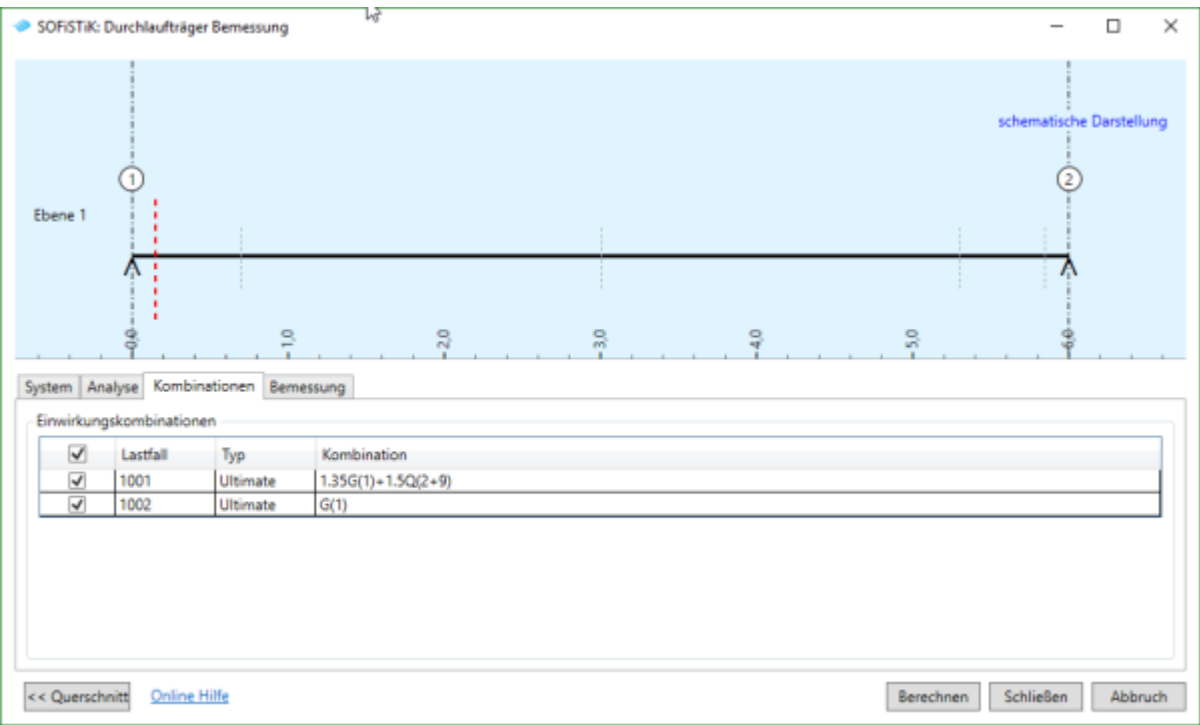 SOFiSTiK: Durchlaufträger Bemessung
schematische Darstellung
1
2
Ebene 1
0,0
1,0
2,0
3,0
4,0
5,0
6,0
System Analyse Kombinationen Bemessung
Einwirkungskombinationen
Lastfall Typ Kombination
1001 Ultimate 1.35G(1)+1.5Q(2+9)
1002 Ultimate G(1)
<< Querschnitt Online Hilfe Berechnen Schließen Abbruch